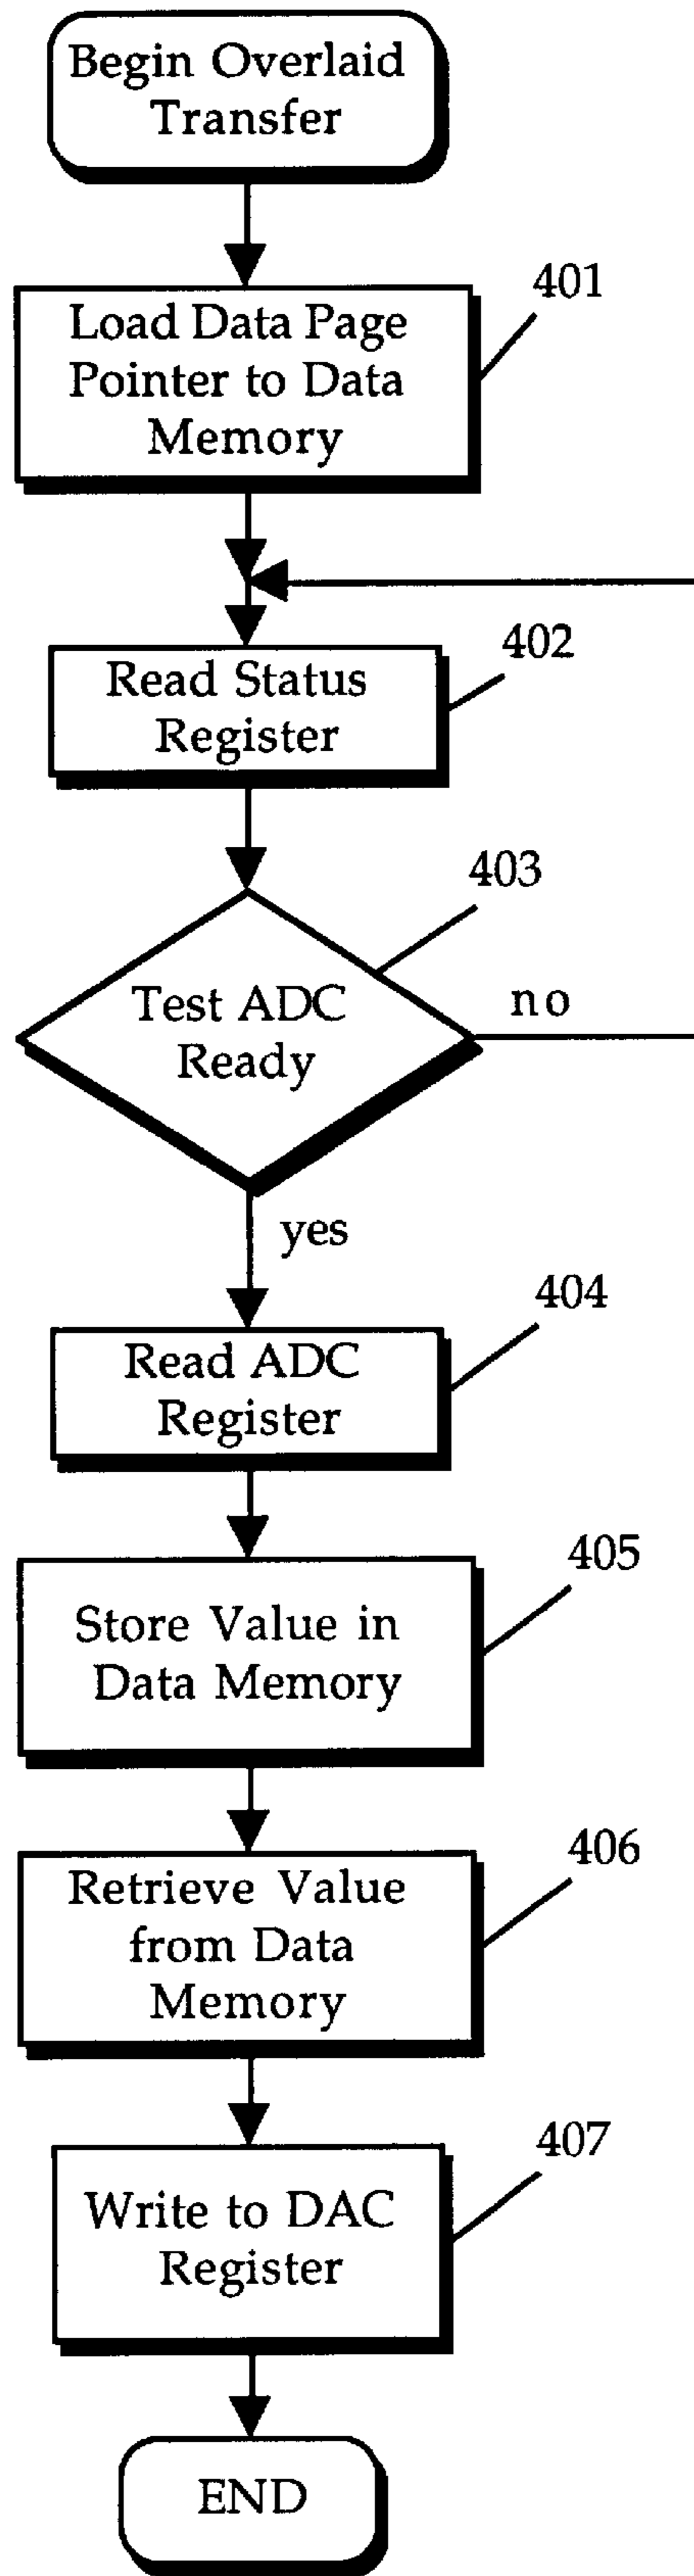 Begin Overlaid
Transfer
401
Load Data Page
Pointer to Data
Memory
402
Read Status
Register
403
Test ADC
Ready
no
yes
404
Read ADC
Register
405
Store Value in
Data Memory
406
Retrieve Value
from Data
Memory
407
Write to DAC
Register
END